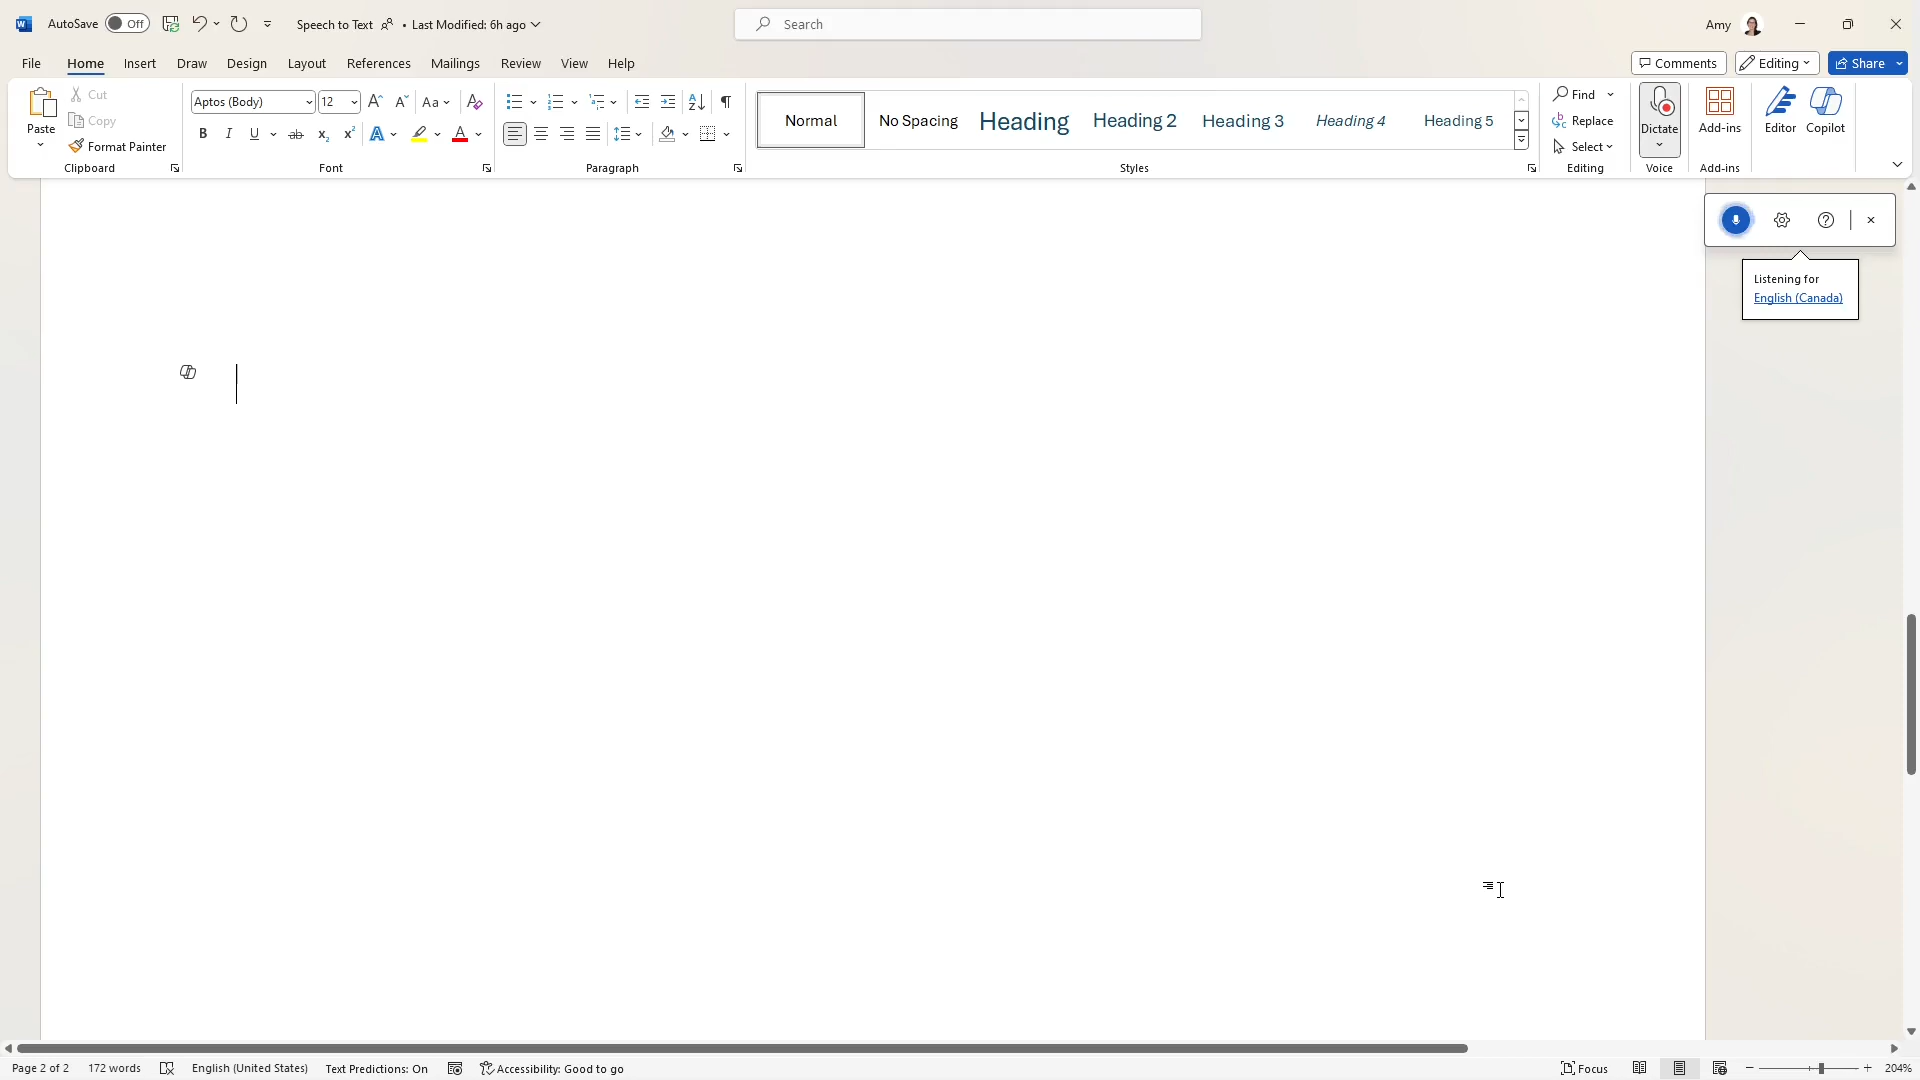 AutoSave Off Speech to Text • Last Modified: 6h ago Search Amy
File Home Insert Draw Design Layout References Mailings Review View Help Comments Editing Share
Paste Cut Copy Format Painter Clipboard
Aptos (Body) 12 Aa Font
Paragraph
Normal No Spacing Heading Heading 2 Heading 3 Heading 4 Heading 5 Styles
Find Replace Select Editing
Dictate Voice
Add-ins Add-ins
Editor Copilot
Listening for
English (Canada)
Page 2 of 2 172 words English (United States) Text Predictions: On Accessibility: Good to go Focus 204%